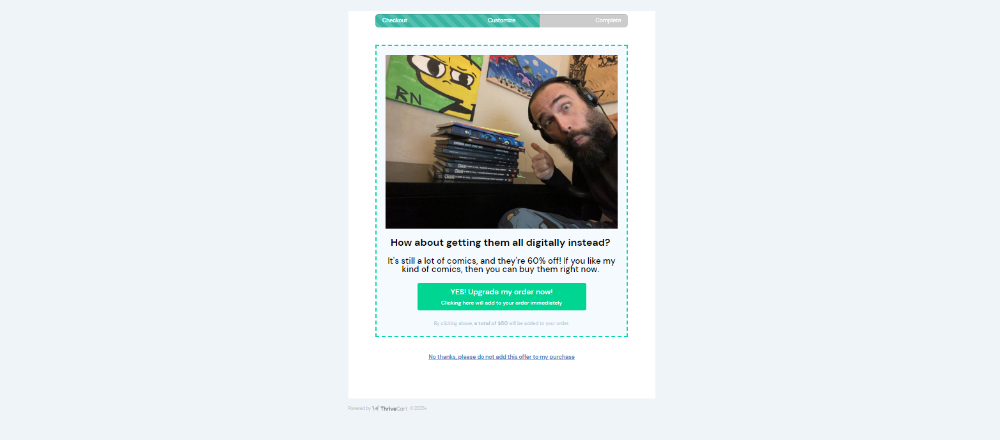 Checkout
Customize
Complete
RN
How about getting them all digitally instead?
It's still a lot of comics, and they're 60% off! If you like my
kind of comics, then you can buy them right now.
YES! Upgrade my order now!
Clicking here will add to your order immediately
By clicking above, a total of $50 will be added to your order.
No thanks, please do not add this offer to my purchase
Powered by ThriveCart © 2023+